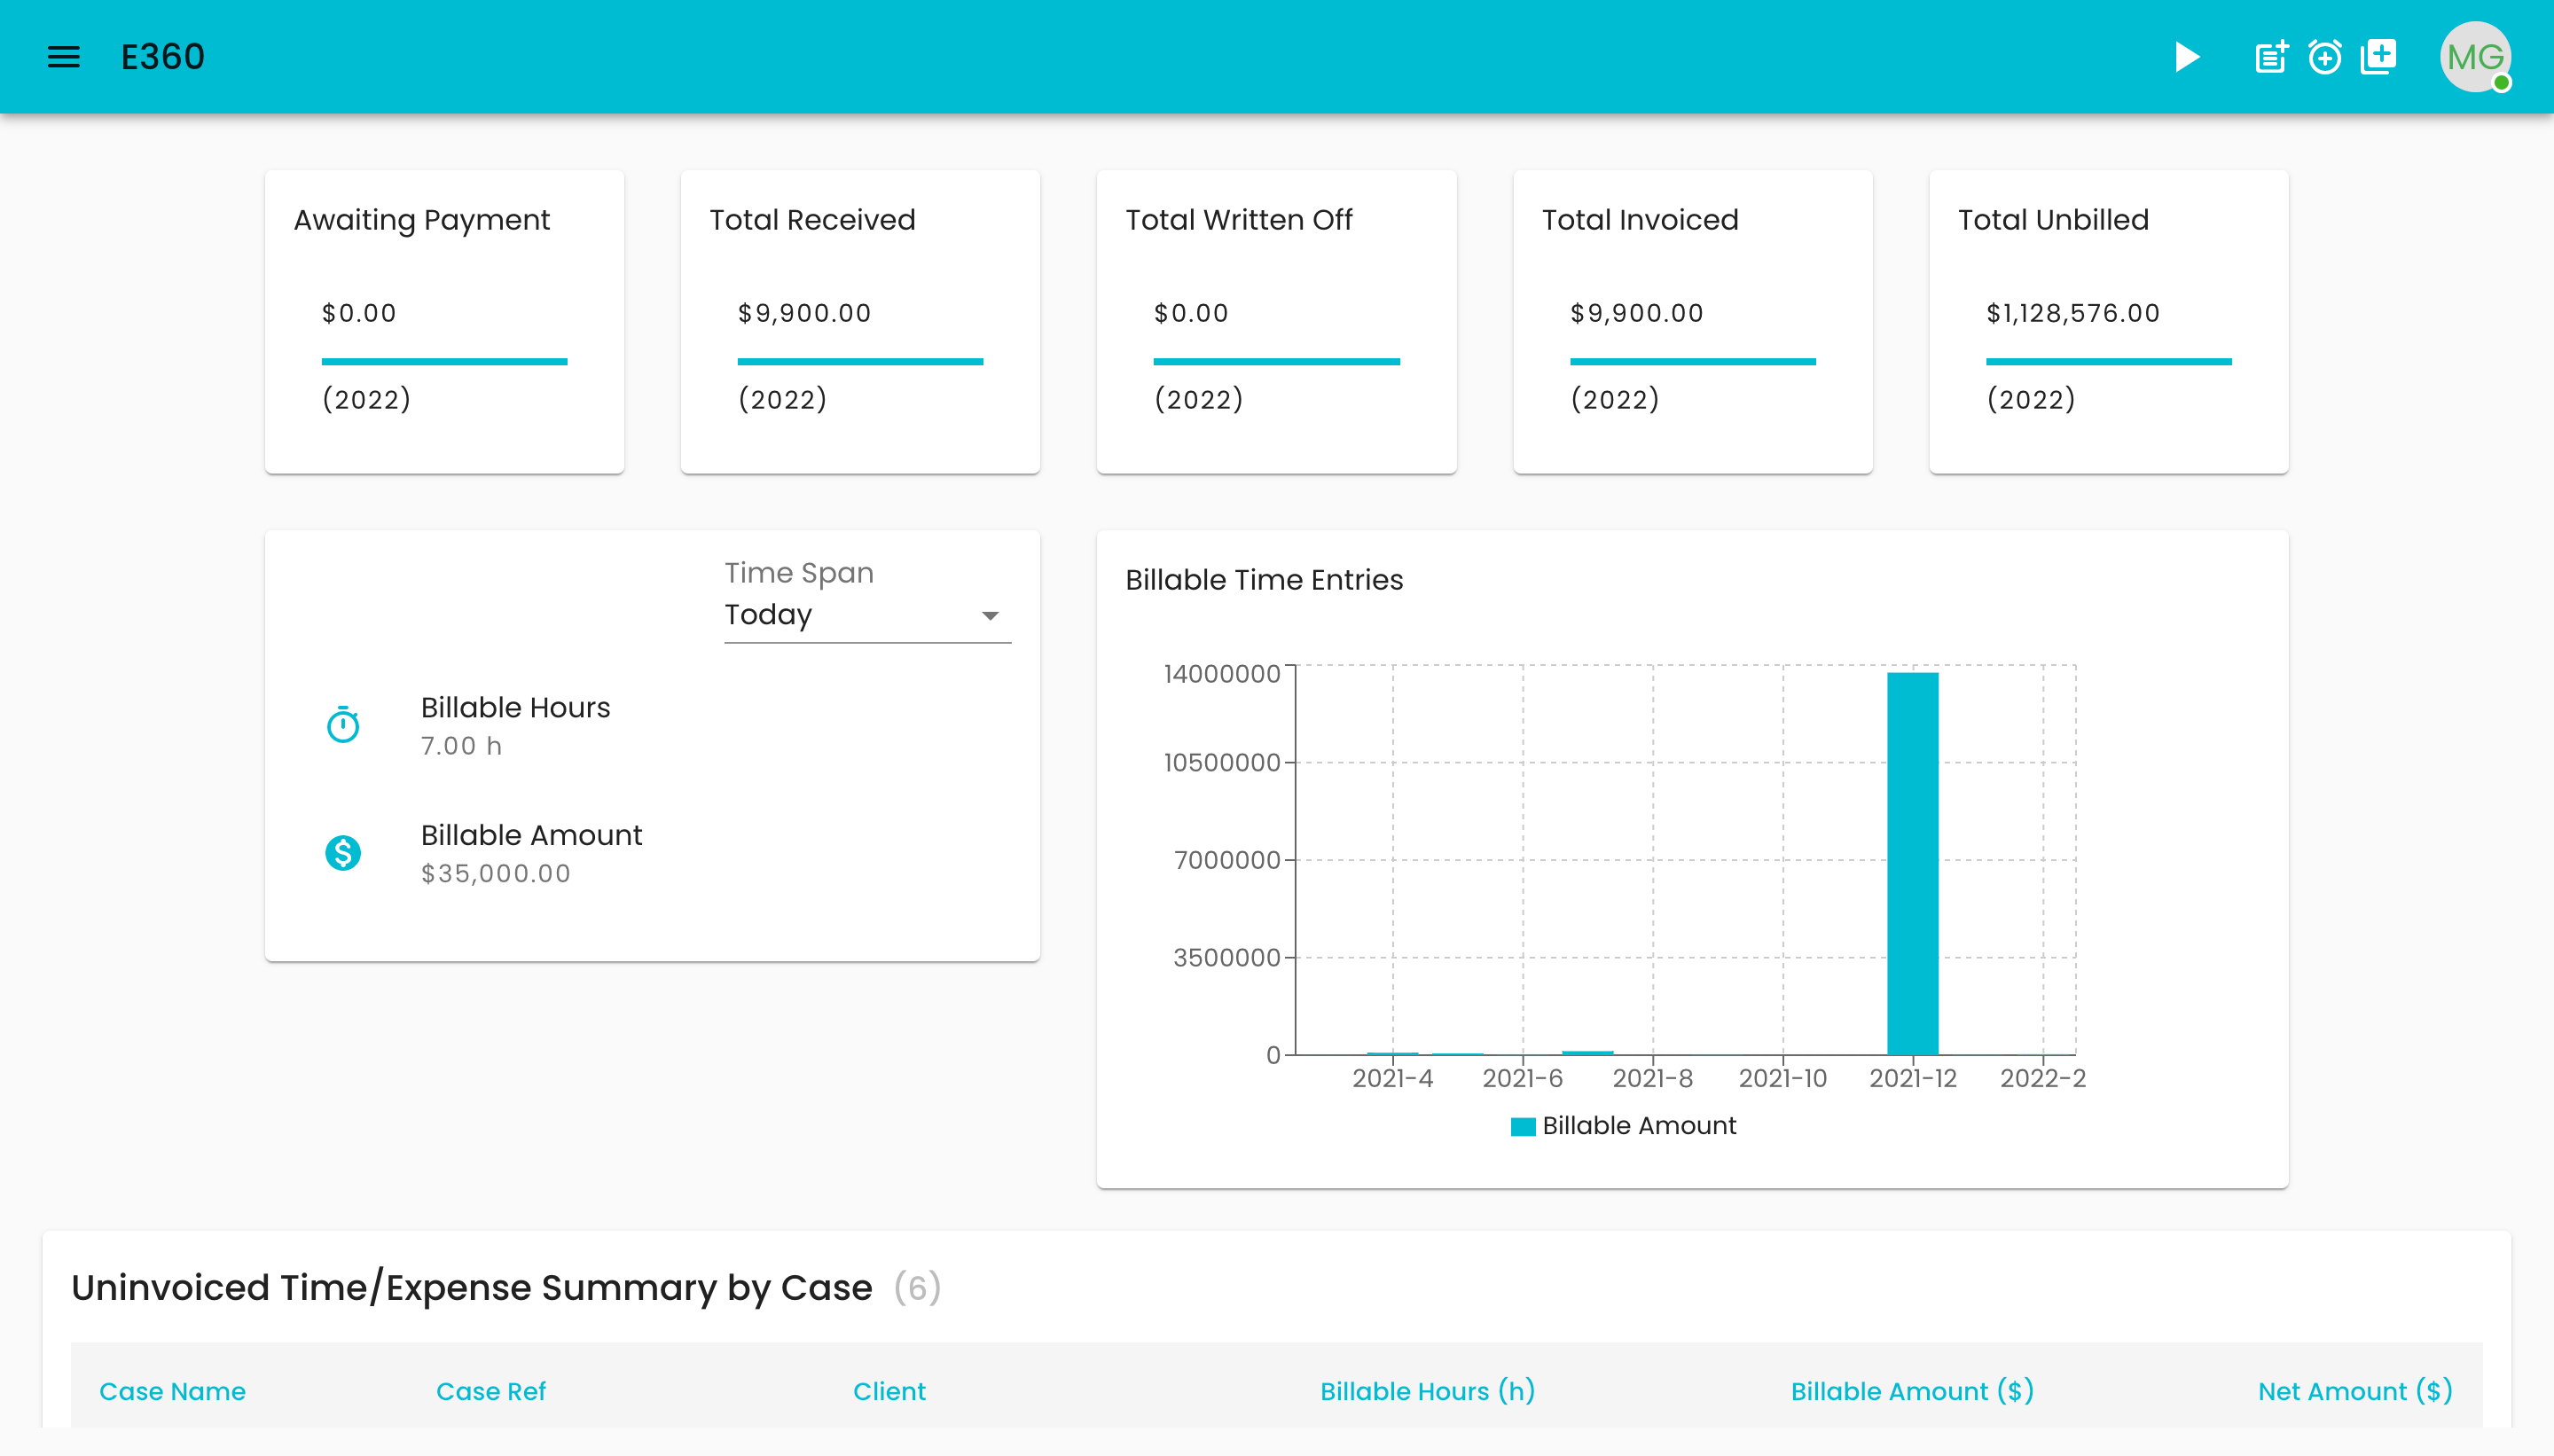 E360
MG
Awaiting Payment
$0.00
(2022)
Total Received
$9,900.00
(2022)
Total Written Off
$0.00
(2022)
Total Invoiced
$9,900.00
(2022)
Total Unbilled
$1,128,576.00
(2022)
Time Span
Today
Billable Hours
7.00 h
Billable Amount
$35,000.00
Billable Time Entries
14000000
10500000
7000000
3500000
0
2021-4 2021-6 2021-8 2021-10 2021-12 2022-2
Billable Amount
Uninvoiced Time/Expense Summary by Case (6)
Case Name Case Ref Client Billable Hours (h) Billable Amount ($) Net Amount ($)